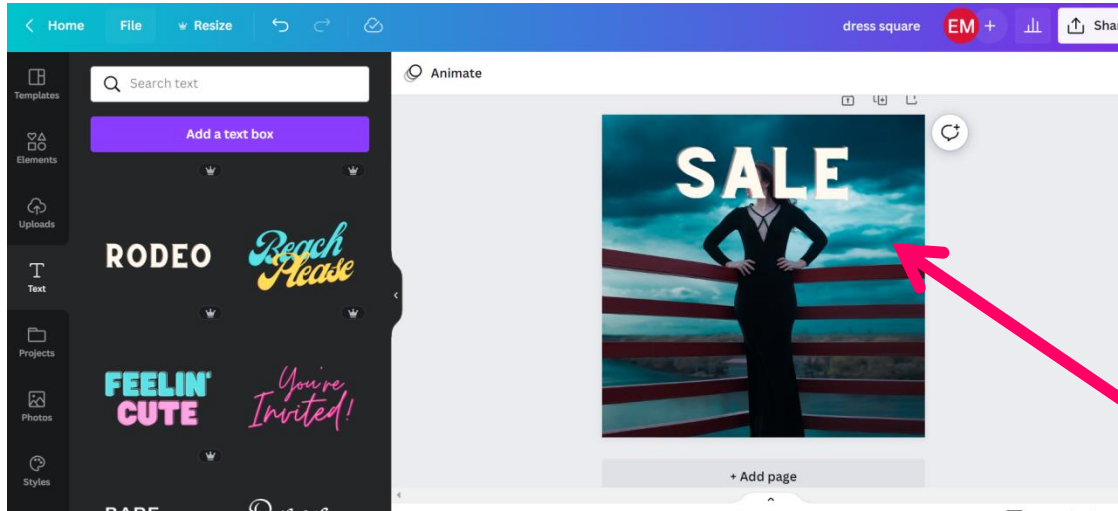 Home File Resize dress square EM + Shar
Templates
Elements
Uploads
Text
Projects
Photos
Styles
Search text
Add a text box
RODEO
Beach
Please
FEELIN'
CUTE
You're
Invited!
Animate
SALE
+ Add page